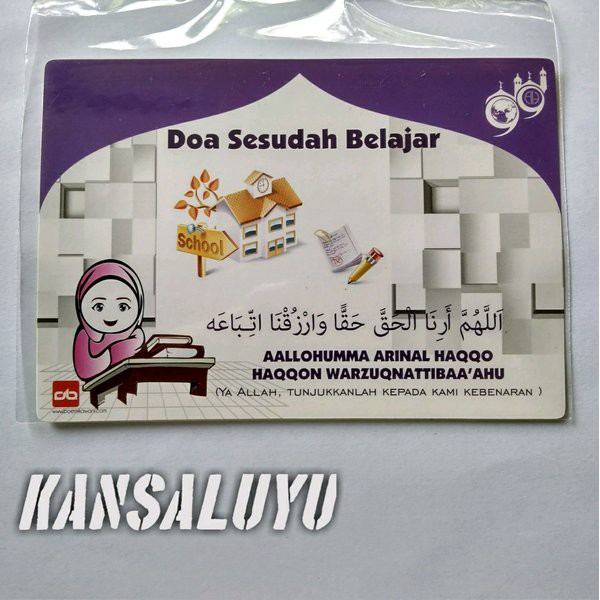 Doa Sesudah Belajar
School
اَللَّهُمَّ أَرِنَا الْحَقَّ حَقًّا وَارْزُقْنَا اتِّبَاعَه
AALLOHUMMA ARINAL HAQQO
HAQQON WARZUQNATTIBAA'AHU
(YA ALLAH, TUNJUKKANLAH KEPADA KAMI KEBENARAN )
KANSALUYU